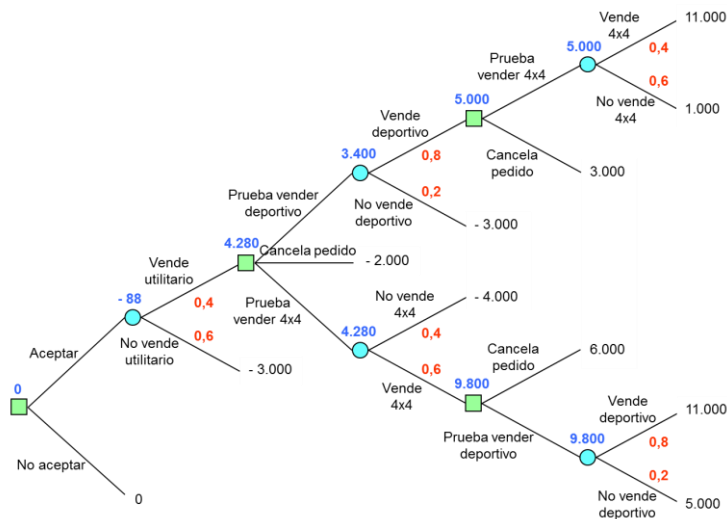 Vende
4x4
11.000
0,4
5.000
0,6
Prueba
vender 4x4
No vende
4x4
1.000
5.000
Vende
deportivo
0,8
Cancela
pedido
3.000
3.400
0,2
No vende
deportivo
- 3.000
Prueba vender
deportivo
4.280
Cancela pedido
- 2.000
Vende
utilitario
0,4
- 88
0,6
No vende
utilitario
- 3.000
Prueba
vender 4x4
No vende
4x4
- 4.000
4.280
0,4
0,6
Vende
4x4
Cancela
pedido
6.000
9.800
Prueba vender
deportivo
Vende
deportivo
11.000
0,8
9.800
0,2
No vende
deportivo
5.000
Aceptar
0
No aceptar
0